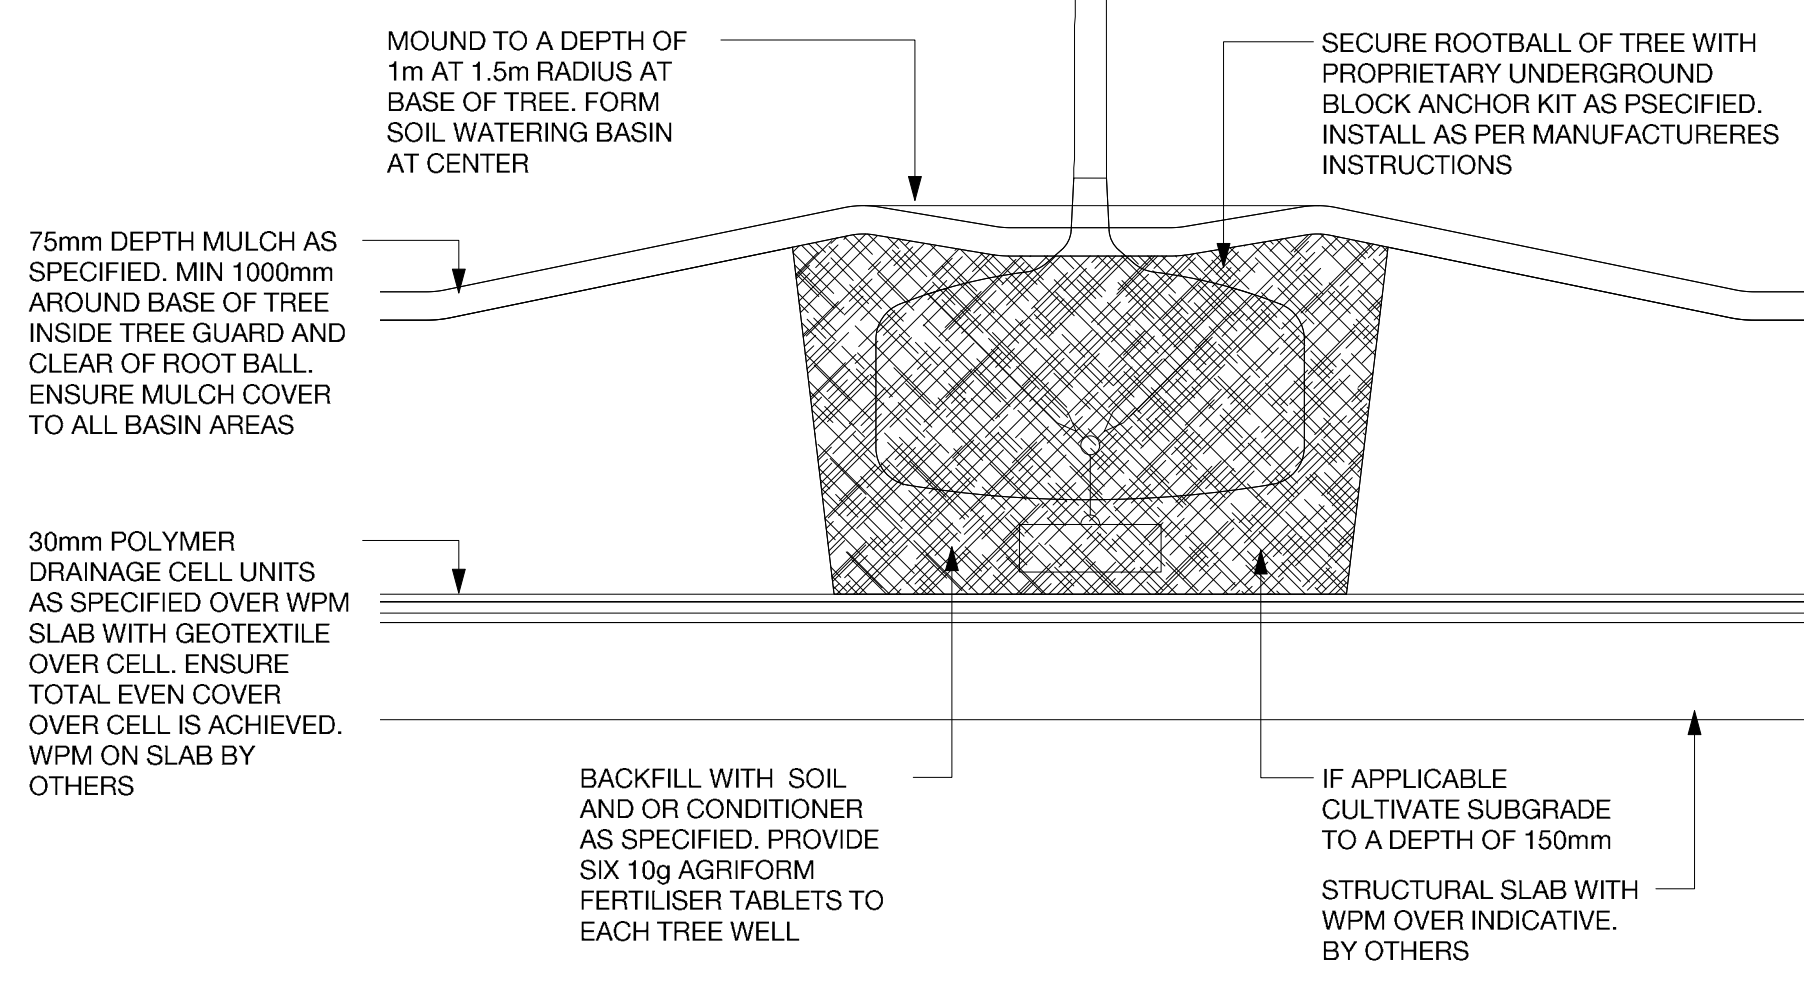 MOUND TO A DEPTH OF
1m AT 1.5m RADIUS AT
BASE OF TREE. FORM
SOIL WATERING BASIN
AT CENTER
SECURE ROOTBALL OF TREE WITH
PROPRIETARY UNDERGROUND
BLOCK ANCHOR KIT AS PSECIFIED.
INSTALL AS PER MANUFACTURERES
INSTRUCTIONS
75mm DEPTH MULCH AS
SPECIFIED. MIN 1000mm
AROUND BASE OF TREE
INSIDE TREE GUARD AND
CLEAR OF ROOT BALL.
ENSURE MULCH COVER
TO ALL BASIN AREAS
30mm POLYMER
DRAINAGE CELL UNITS
AS SPECIFIED OVER WPM
SLAB WITH GEOTEXTILE
OVER CELL. ENSURE
TOTAL EVEN COVER
OVER CELL IS ACHIEVED.
WPM ON SLAB BY
OTHERS
BACKFILL WITH  SOIL
AND OR CONDITIONER
AS SPECIFIED. PROVIDE
SIX 10g AGRIFORM
FERTILISER TABLETS TO
EACH TREE WELL
IF APPLICABLE
CULTIVATE SUBGRADE
TO A DEPTH OF 150mm
STRUCTURAL SLAB WITH
WPM OVER INDICATIVE.
BY OTHERS